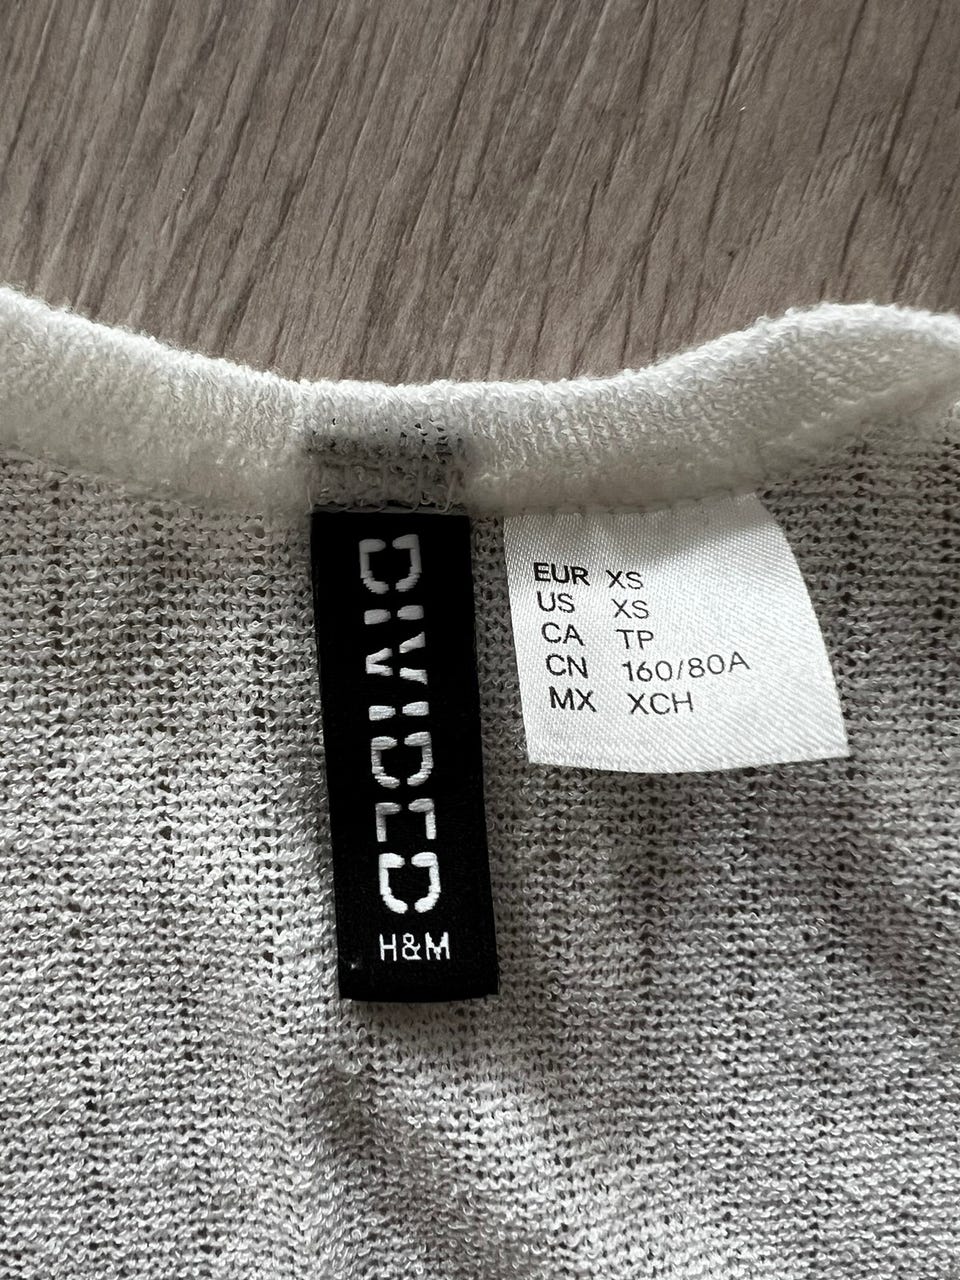 DIVIDED
H&M
EUR XS
US XS
CA TP
CN 160/80A
MX XCH